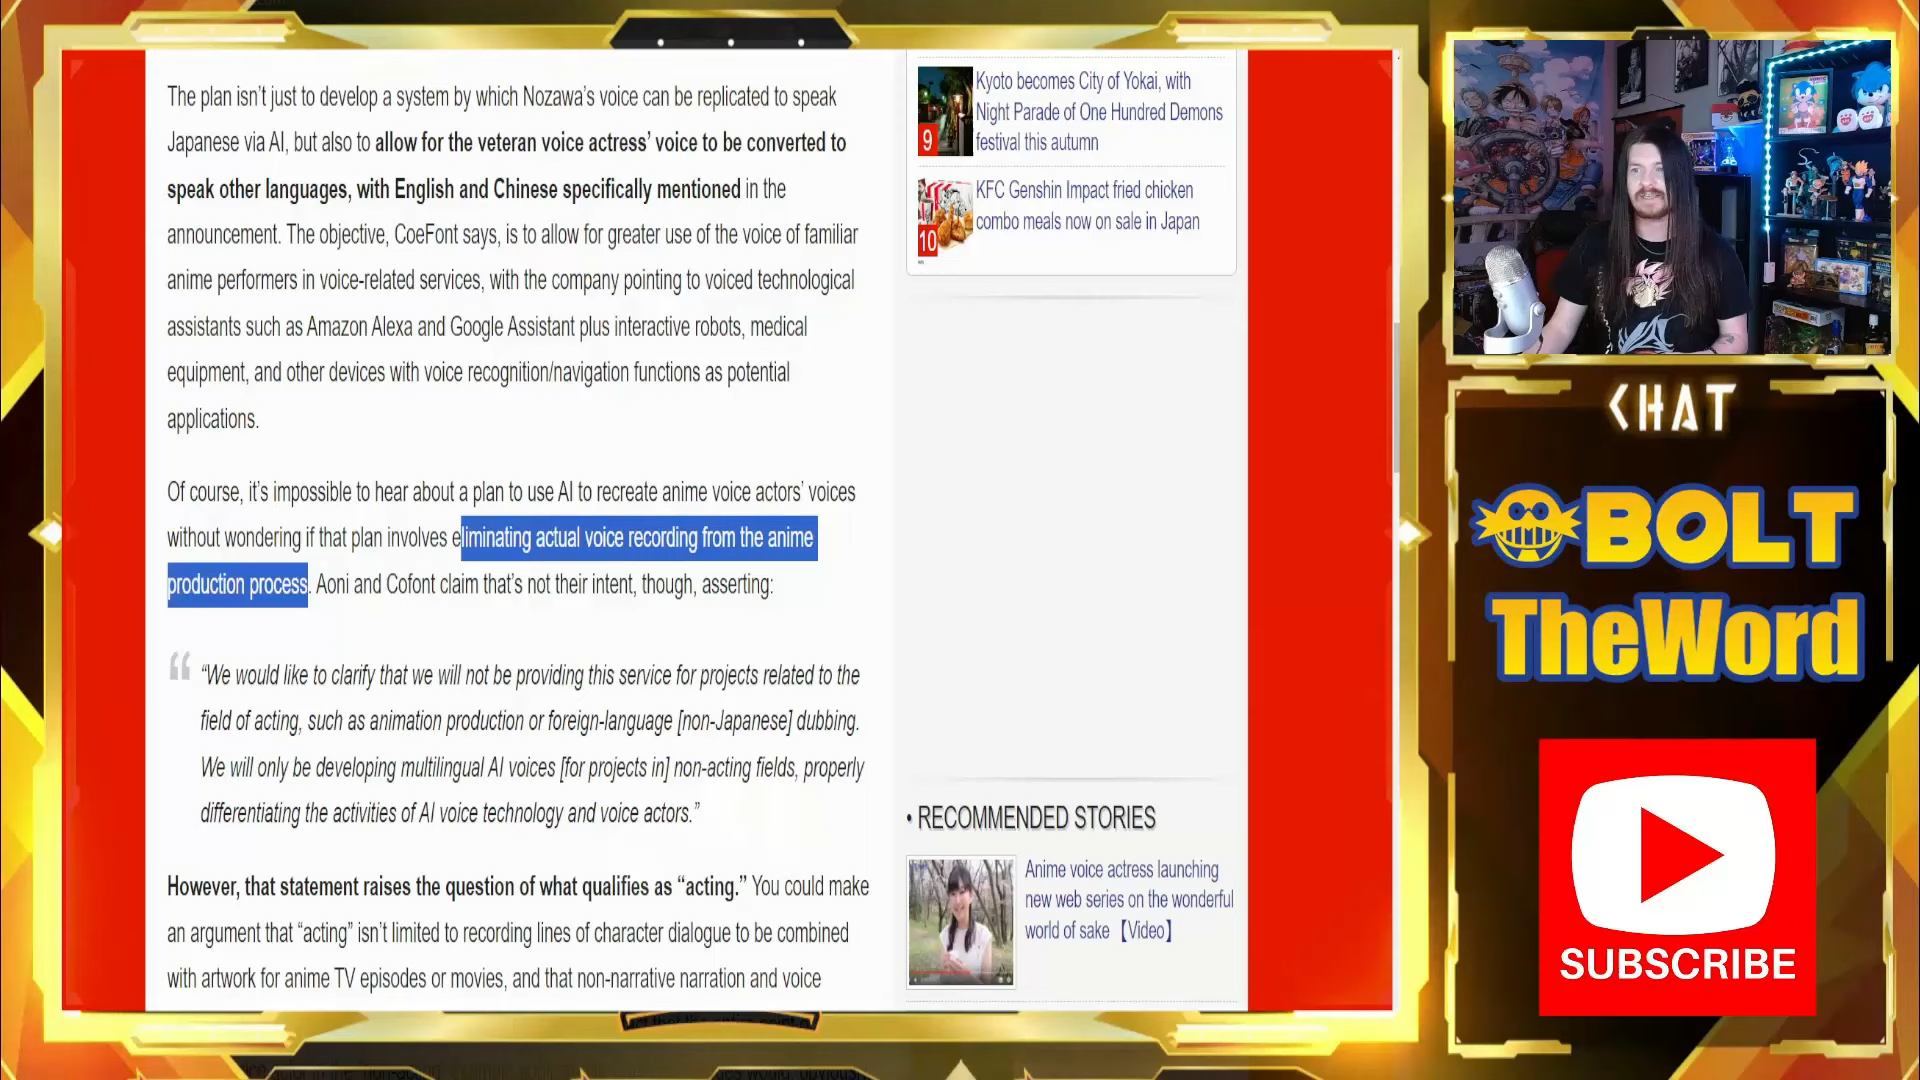 The plan isn’t just to develop a system by which Nozawa’s voice can be replicated to speak
Japanese via AI, but also to allow for the veteran voice actress’ voice to be converted to
speak other languages, with English and Chinese specifically mentioned in the
announcement. The objective, CoeFont says, is to allow for greater use of the voice of familiar
anime performers in voice-related services, with the company pointing to voiced technological
assistants such as Amazon Alexa and Google Assistant plus interactive robots, medical
equipment, and other devices with voice recognition/navigation functions as potential
applications.
Of course, it’s impossible to hear about a plan to use AI to recreate anime voice actors’ voices
without wondering if that plan involves eliminating actual voice recording from the anime
production process. Aoni and Cofont claim that’s not their intent, though, asserting:
“We would like to clarify that we will not be providing this service for projects related to the
field of acting, such as animation production or foreign-language [non-Japanese] dubbing.
We will only be developing multilingual AI voices [for projects in] non-acting fields, properly
differentiating the activities of AI voice technology and voice actors.”
However, that statement raises the question of what qualifies as “acting.” You could make
an argument that “acting” isn’t limited to recording lines of character dialogue to be combined
with artwork for anime TV episodes or movies, and that non-narrative narration and voice
9
Kyoto becomes City of Yokai, with
Night Parade of One Hundred Demons
festival this autumn
10
KFC Genshin Impact fried chicken
combo meals now on sale in Japan
• RECOMMENDED STORIES
Anime voice actress launching
new web series on the wonderful
world of sake【Video】
CHAT
BOLT
TheWord
SUBSCRIBE